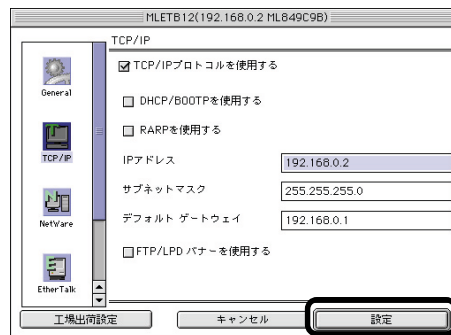 MLETB12(192.168.0.2 ML849C9B)
General
TCP/IP
NetWare
EtherTalk
TCP/IP
TCP/IPプロトコルを使用する
DHCP/BOOTPを使用する
RARPを使用する
IPアドレス 192.168.0.2
サブネットマスク 255.255.255.0
デフォルト ゲートウェイ 192.168.0.1
FTP/LPD バナーを使用する
工場出荷設定 キャンセル 設定